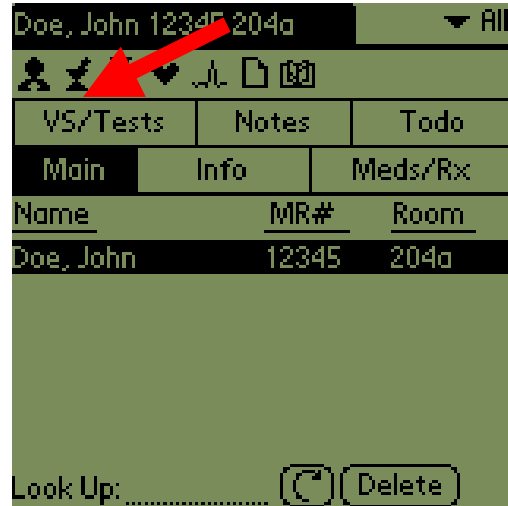 Doe, John 12345 204a All
VS/Tests Notes Todo
Main Info Meds/Rx
Name MR# Room
Doe, John 12345 204a
Look Up: Delete